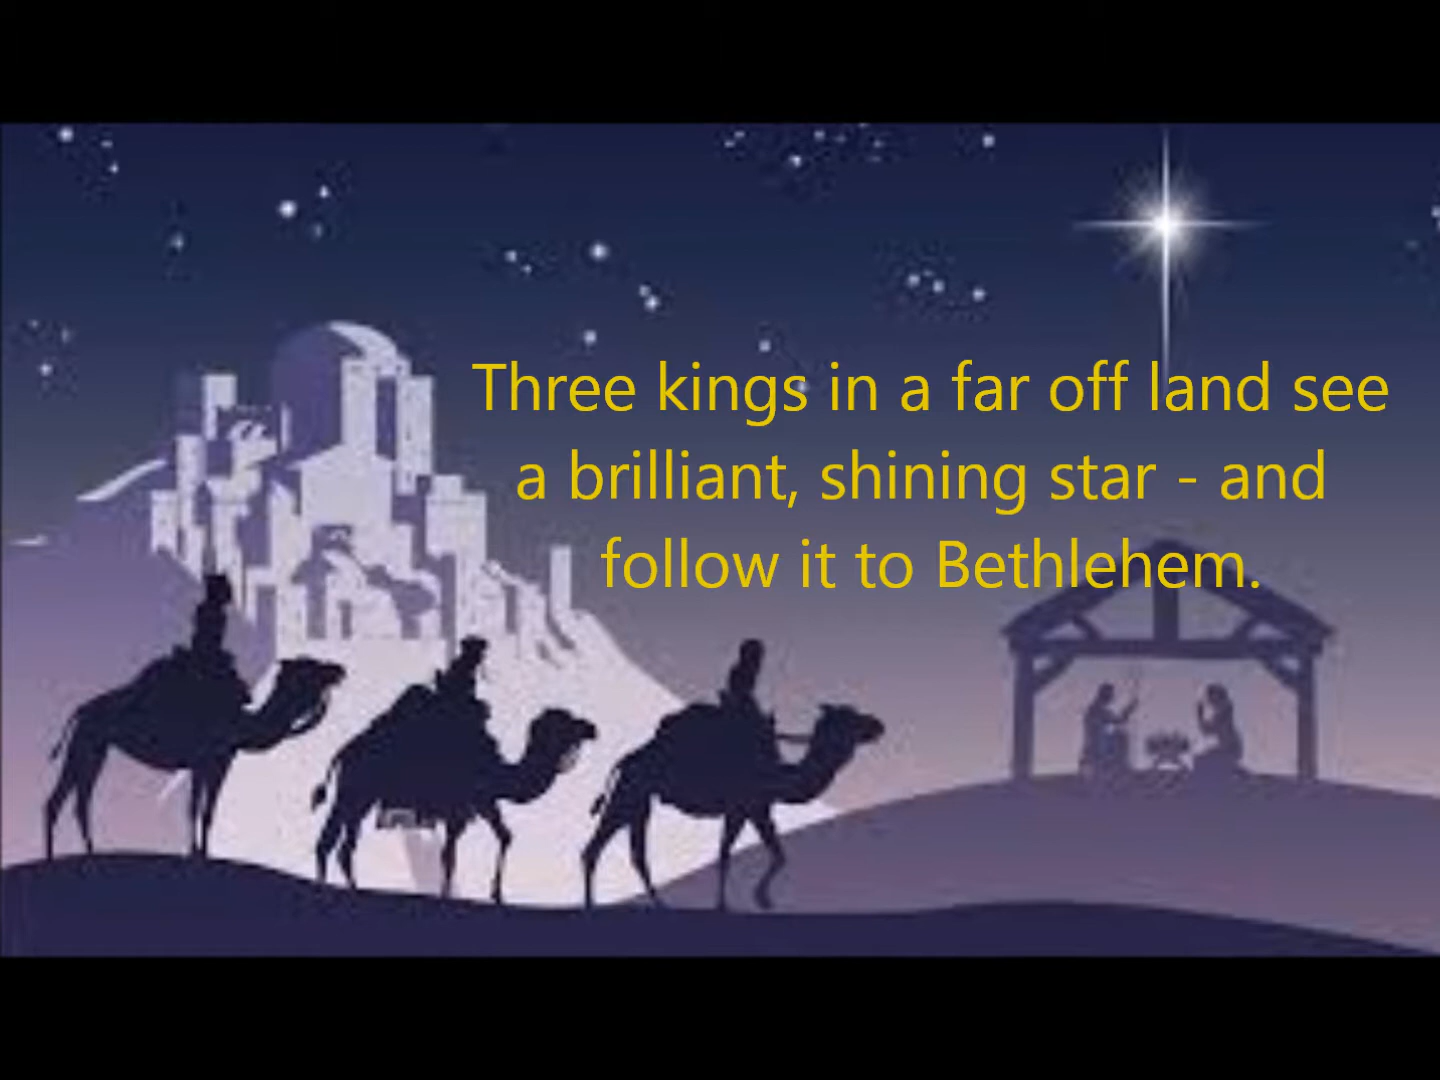 Three kings in a far off land see
a brilliant, shining star - and
follow it to Bethlehem.